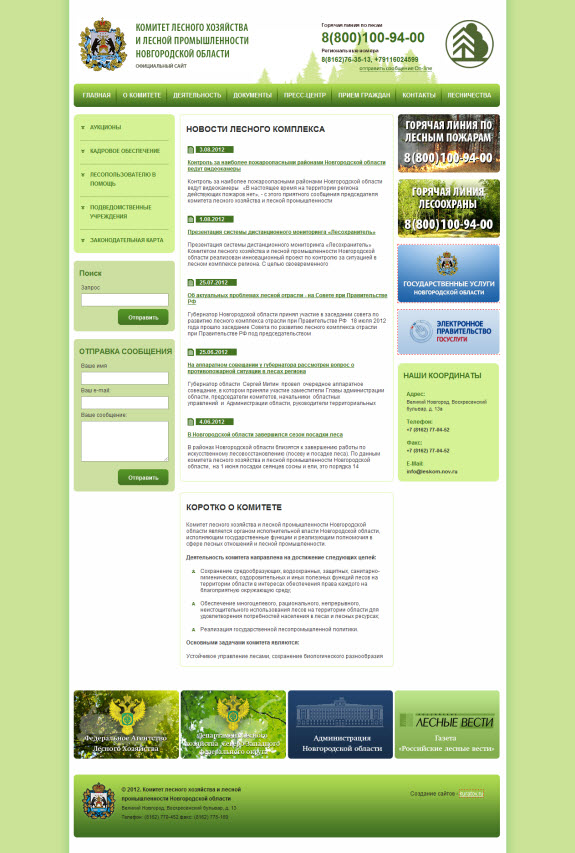 КОМИТЕТ ЛЕСНОГО ХОЗЯЙСТВА
И ЛЕСНОЙ ПРОМЫШЛЕННОСТИ
НОВГОРОДСКОЙ ОБЛАСТИ
ОФИЦИАЛЬНЫЙ САЙТ
Горячая линия по лесам
8(800)100-94-00
Региональные номера
8(8162)76-35-13, +79116024899
отправить сообщение On-line
ГЛАВНАЯ О КОМИТЕТЕ ДЕЯТЕЛЬНОСТЬ ДОКУМЕНТЫ ПРЕСС-ЦЕНТР ПРИЕМ ГРАЖДАН КОНТАКТЫ ЛЕСНИЧЕСТВА
АУКЦИОНЫ
КАДРОВОЕ ОБЕСПЕЧЕНИЕ
ЛЕСОПОЛЬЗОВАТЕЛЮ В
ПОМОЩЬ
ПОДВЕДОМСТВЕННЫЕ
УЧРЕЖДЕНИЯ
ЗАКОНОДАТЕЛЬНАЯ КАРТА
Поиск
Запрос
Отправить
ОТПРАВКА СООБЩЕНИЯ
Ваше имя
Ваш e-mail:
Ваше сообщение:
Отправить
НОВОСТИ ЛЕСНОГО КОМПЛЕКСА
3.08.2012
Контроль за наиболее пожароопасными районами Новгородской области
ведут видеокамеры
Контроль за наиболее пожароопасными районами Новгородской области
ведут видеокамеры «В настоящее время на территории региона
действующих пожаров нет», - с этого приятного сообщения председателя
комитета лесного хозяйства и лесной промышленности
1.08.2012
Презентация системы дистанционного мониторинга «Лесохранитель»
Презентация системы дистанционного мониторинга «Лесохранитель»
Комитетом лесного хозяйства и лесной промышленности Новгородской
области реализован инновационный проект по контролю за ситуацией в
лесном комплексе региона. С целью своевременного
25.07.2012
Об актуальных проблемах лесной отрасли , на Совете при Правительстве
РФ
Губернатор Новгородской области принял участие в заседании совета по
развитию лесного комплекса отрасли при Правительстве РФ 18 июля 2012
года прошло заседание Совета по развитию лесного комплекса отрасли
при Правительстве РФ под председательством
25.06.2012
На аппаратном совещании у губернатора рассмотрен вопрос о
противопожарной ситуации в лесах региона
Губернатор области Сергей Митин провел очередное аппаратное
совещание, в котором приняли участие заместители Главы администрации
области, председатели комитетов, начальники областных
управлений и Администрации области, руководители территориальных
4.06.2012
В Новгородской области завершился сезон посадки леса
В районах Новгородской области близятся к завершению работы по
искусственному лесовосстановлению (посеву и посадке леса). По данным
комитета лесного хозяйства и лесной промышленности Новгородской
области, на 1 июня посадки сеянцев сосны и ели, это порядка 14
КОРОТКО О КОМИТЕТЕ
Комитет лесного хозяйства и лесной промышленности Новгородской
области является органом исполнительной власти Новгородской области,
исполняющим государственные функции и реализующим полномочия в
сфере лесных отношений и лесной промышленности.
Деятельность комитета направлена на достижение следующих целей:
Сохранение средообразующих, водоохранных, защитных, санитарно-
гигиенических, оздоровительных и иных полезных функций лесов на
территории области в интересах обеспечения права каждого на
благоприятную окружающую среду;
Обеспечение многоцелевого, рационального, непрерывного,
неистощительного использования лесов на территории области для
удовлетворения потребностей населения в лесах и лесных ресурсах;
Реализация государственной лесопромышленной политики.
Основными задачами комитета являются:
Устойчивое управление лесами, сохранение биологического разнообразия
ГОРЯЧАЯ ЛИНИЯ ПО
ЛЕСНЫМ ПОЖАРАМ
8(800)100-94-00
ГОРЯЧАЯ ЛИНИЯ
ЛЕСООХРАНЫ
8(800)100-94-00
ГОСУДАРСТВЕННЫЕ УСЛУГИ
НОВГОРОДСКОЙ ОБЛАСТИ
ЭЛЕКТРОННОЕ
ПРАВИТЕЛЬСТВО
ГОСУСЛУГИ
НАШИ КООРДИНАТЫ
Адрес:
Великий Новгород, Воскресенский
бульвар, д. 13а
Телефон:
+7 (8162) 77-04-52
Факс:
+7 (8162) 77-04-52
E-Mail:
info@leskom.nov.ru
Федеральное Агентство
Лесного Хозяйства
Департамент лесного
хозяйства
федерального округа
Администрация
Новгородской области
ЛЕСНЫЕ ВЕСТИ
Газета
«Российские лесные вести»
© 2012. Комитет лесного хозяйства и лесной
промышленности Новгородской области
Великий Новгород, Воскресенский бульвар, д. 13
Создание сайтов -